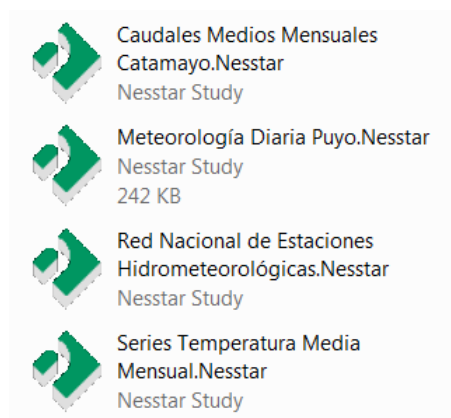 Caudales Medios Mensuales
Catamayo.Nesstar
Nesstar Study
Meteorología Diaria Puyo.Nesstar
Nesstar Study
242 KB
Red Nacional de Estaciones
Hidrometeorológicas.Nesstar
Nesstar Study
Series Temperatura Media
Mensual.Nesstar
Nesstar Study